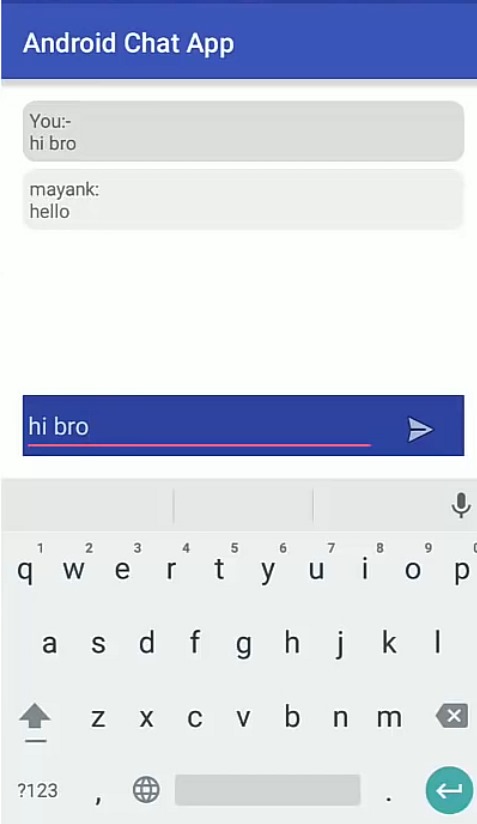 Android Chat App
You:-
hi bro
mayank:
hello
hi bro
1 2 3 4 5 6 7 8 9 0
q w e r t y u i o p
a s d f g h j k l
z x c v b n m
?123 , .